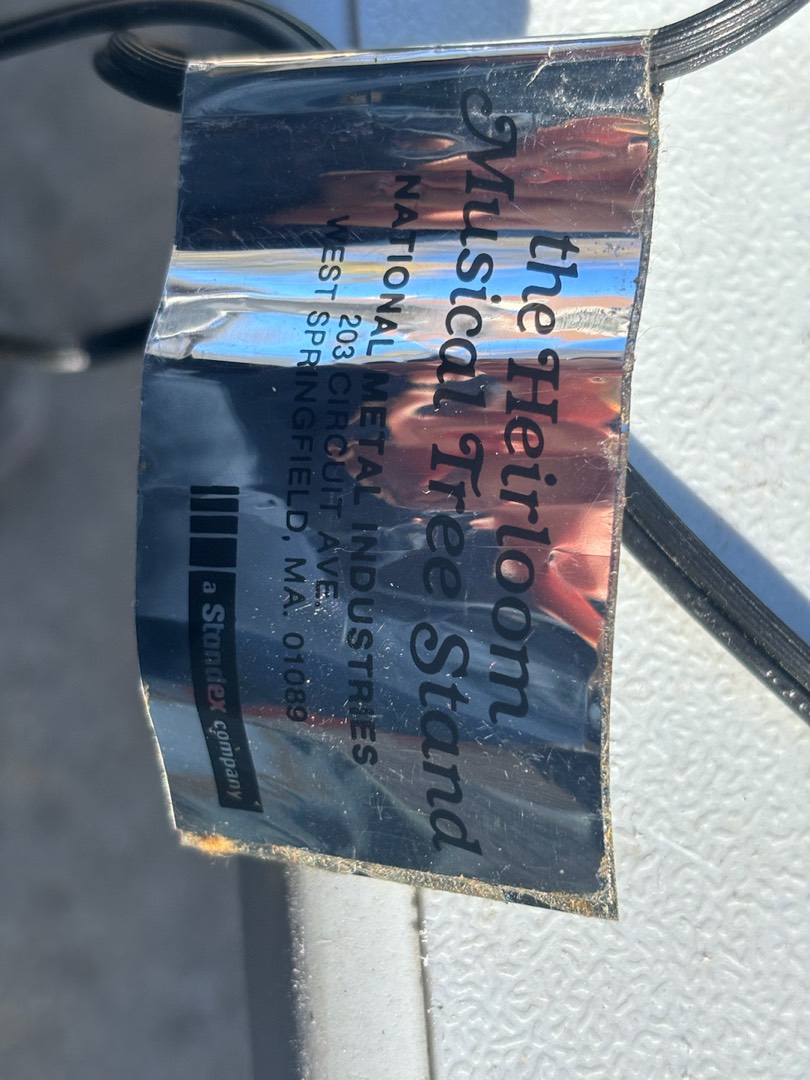 the Heirloom
Musical Tree Stand
NATIONAL METAL INDUSTRIES
203 CIRCUIT AVE.
WEST SPRINGFIELD, MA. 01089
a Standex company